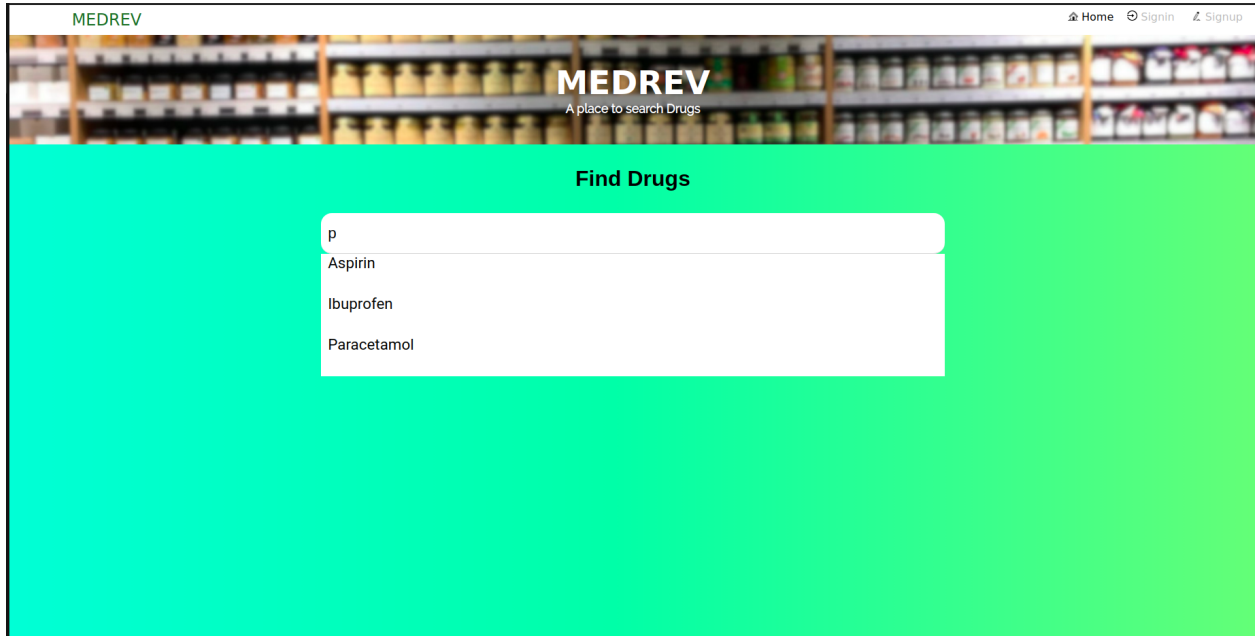 MEDREV
Home Signin Signup
MEDREV
A place to search Drugs
Find Drugs
p
Aspirin
Ibuprofen
Paracetamol